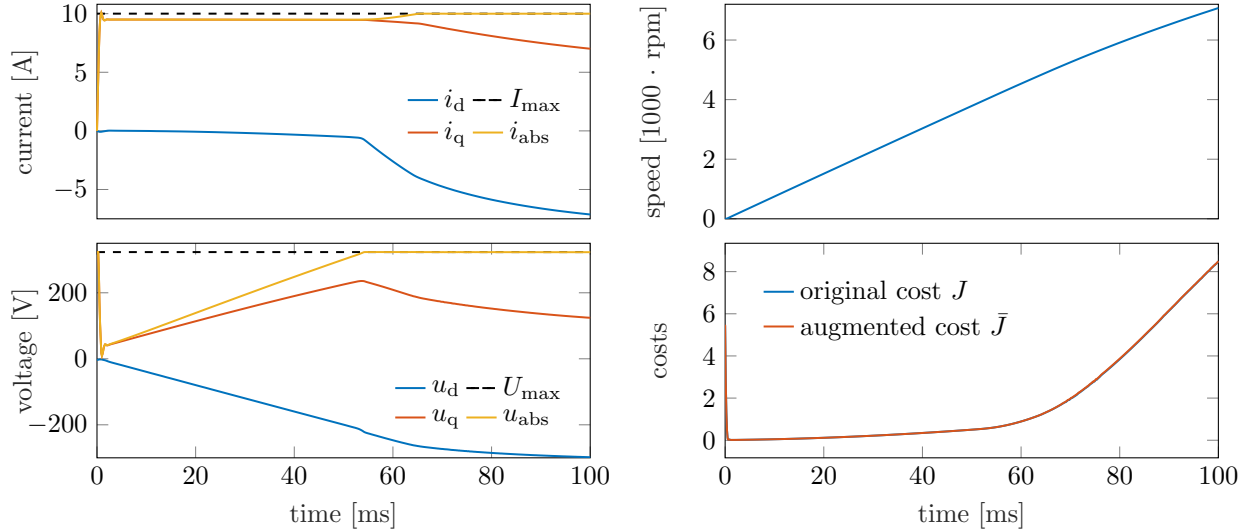 current [A]
10
5
0
−5
i_d I_max
i_q i_abs
speed [1000 · rpm]
6
4
2
0
voltage [V]
200
0
−200
u_d U_max
u_q u_abs
0 20 40 60 80 100
time [ms]
costs
8
6
4
2
0
original cost J
augmented cost J̄
0 20 40 60 80 100
time [ms]